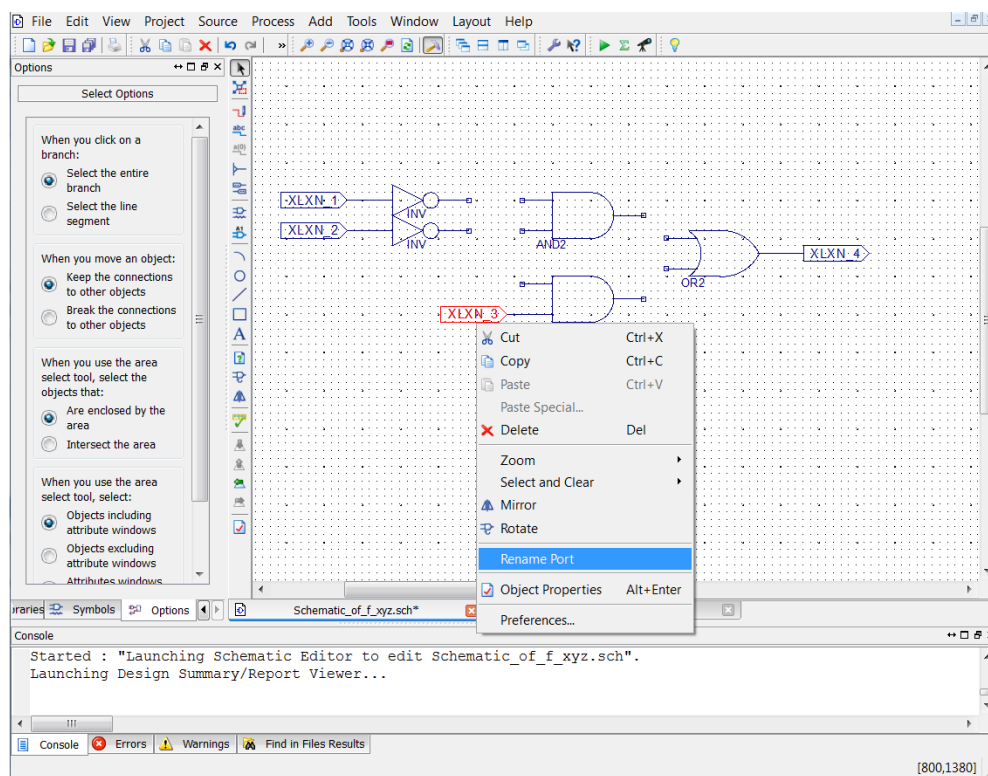 File Edit View Project Source Process Add Tools Window Layout Help
»
Options
Select Options
When you click on a
branch:
Select the entire
branch
Select the line
segment
When you move an object:
Keep the connections
to other objects
Break the connections
to other objects
When you use the area
select tool, select the
objects that:
Are enclosed by the
area
Intersect the area
When you use the area
select tool, select:
Objects including
attribute windows
Objects excluding
attribute windows
Attributes windows
abc
A
XLXN_1
INV
XLXN_2
INV
AND2
OR2
XLXN_4
XLXN_3
Cut Ctrl+X
Copy Ctrl+C
Paste Ctrl+V
Paste Special...
Delete Del
Zoom
Select and Clear
Mirror
Rotate
Rename Port
Object Properties Alt+Enter
Preferences...
raries Symbols Options
Schematic_of_f_xyz.sch*
Console
Started : "Launching Schematic Editor to edit Schematic_of_f_xyz.sch".
Launching Design Summary/Report Viewer...
Console Errors Warnings Find in Files Results
[800,1380]